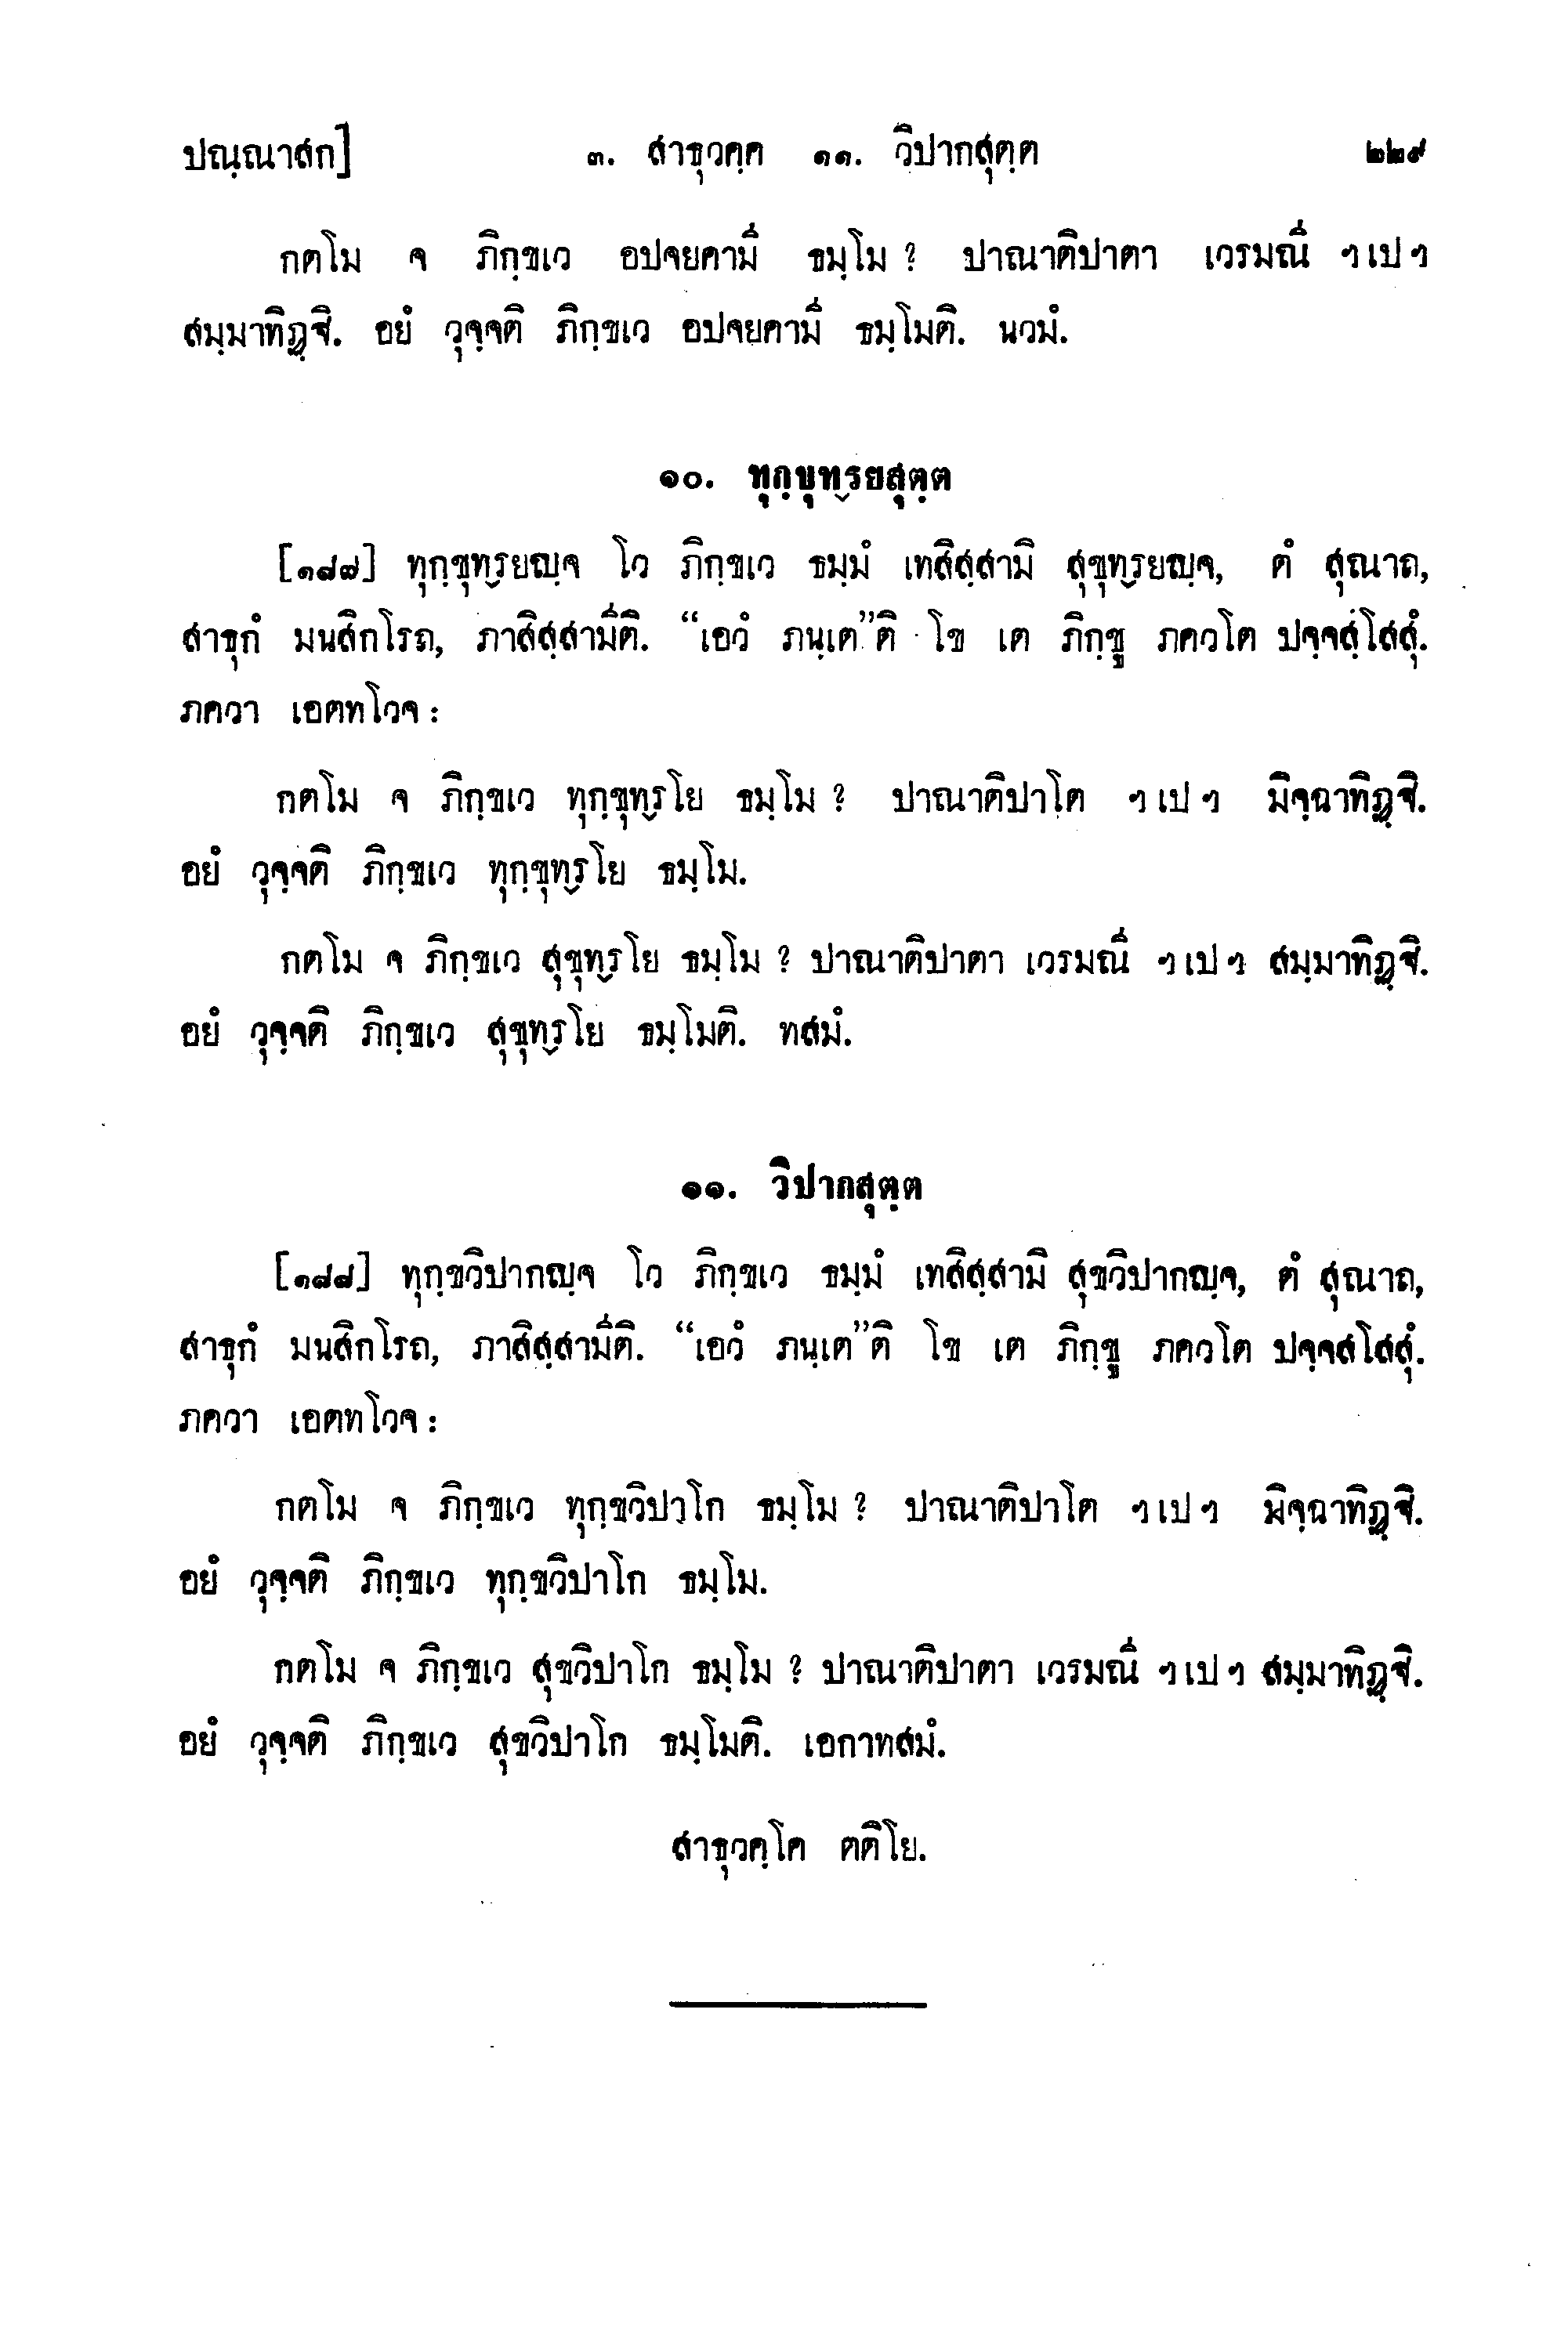 ปณฺณาสก] ๓. สาธุวคฺค ๑๑. วิปากสุตฺต ๒๒๙
กตโม จ ภิกฺขเว อปจยคามี ธมฺโม ? ปาณาติปาตา เวรมณี ฯ เป ฯ
สมฺมาทิฏฺฐิ. อยํ วุจฺจติ ภิกฺขเว อปจยคามี ธมฺโมติ. นวมํ.
๑๐. ทุกฺขุทฺรยสุตฺต
[๑๘๗] ทุกฺขุทฺรยญฺจ โว ภิกฺขเว ธมฺมํ เทสิสฺสามิ สุขุทฺรยญฺจ, ตํ สุณาถ,
สาธุกํ มนสิกโรถ, ภาสิสฺสามีติ. “เอวํ ภนฺเต”ติ โข เต ภิกฺขู ภควโต ปจฺจสฺโสสุํ.
ภควา เอตทโวจ :
กตโม จ ภิกฺขเว ทุกฺขุทฺรโย ธมฺโม ? ปาณาติปาโต ฯ เป ฯ มิจฺฉาทิฏฺฐิ.
อยํ วุจฺจติ ภิกฺขเว ทุกฺขุทฺรโย ธมฺโม.
กตโม จ ภิกฺขเว สุขุทฺรโย ธมฺโม ? ปาณาติปาตา เวรมณี ฯ เป ฯ สมฺมาทิฏฺฐิ.
อยํ วุจฺจติ ภิกฺขเว สุขุทฺรโย ธมฺโมติ. ทสมํ.
๑๑. วิปากสุตฺต
[๑๘๘] ทุกฺขวิปากญฺจ โว ภิกฺขเว ธมฺมํ เทสิสฺสามิ สุขวิปากญฺจ, ตํ สุณาถ,
สาธุกํ มนสิกโรถ, ภาสิสฺสามีติ. “เอวํ ภนฺเต”ติ โข เต ภิกฺขู ภควโต ปจฺจสโสสุํ.
ภควา เอตทโวจ :
กตโม จ ภิกฺขเว ทุกฺขวิปาโก ธมฺโม ? ปาณาติปาโต ฯ เป ฯ มิจฺฉาทิฏฺฐิ.
อยํ วุจฺจติ ภิกฺขเว ทุกฺขวิปาโก ธมฺโม.
กตโม จ ภิกฺขเว สุขวิปาโก ธมฺโม ? ปาณาติปาตา เวรมณี ฯ เป ฯ สมฺมาทิฏฺฐิ.
อยํ วุจฺจติ ภิกฺขเว สุขวิปาโก ธมฺโมติ. เอกาทสมํ.
สาธุวคฺโค ตติโย.